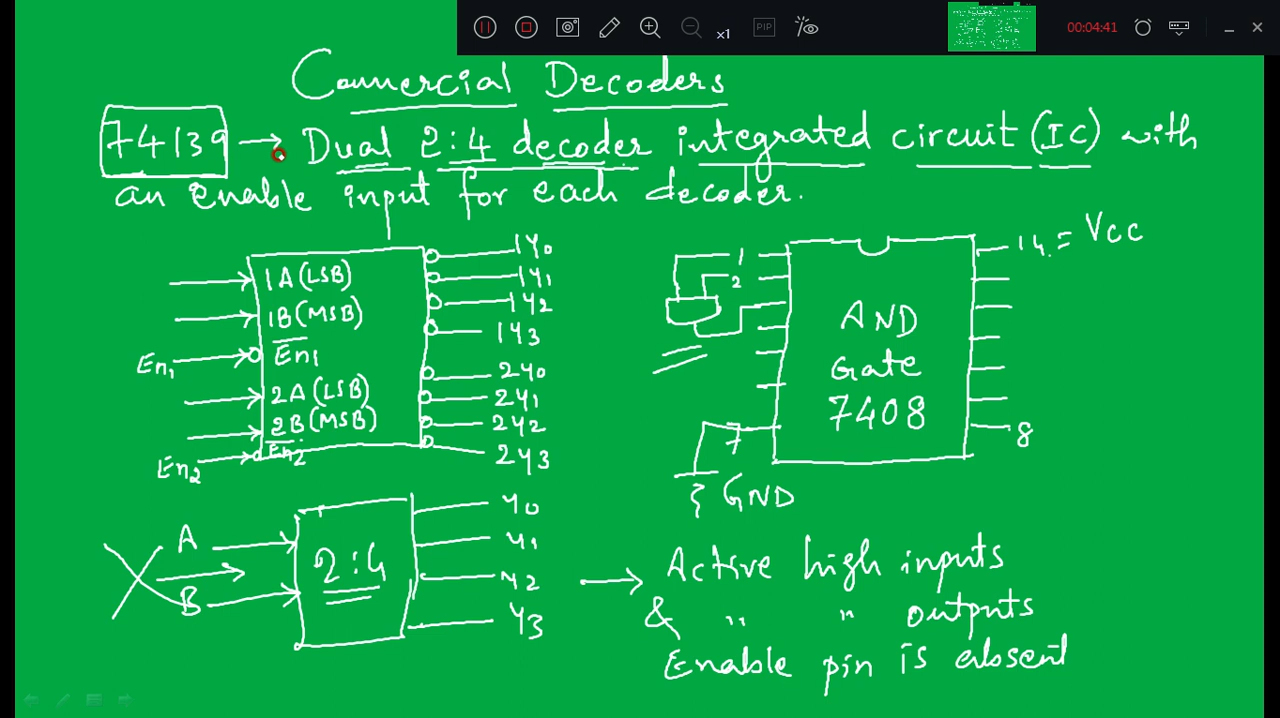 x1
PIP
00:04:41
Commercial Decoders
74139 → Dual 2:4 decoder integrated circuit (IC) with
an enable input for each decoder.
1A (LSB)
1B (MSB)
En1
En1
2A (LSB)
2B (MSB)
En2
En2
1Y0
1Y1
1Y2
1Y3
2Y0
2Y1
2Y2
2Y3
1
2
7
GND
AND
Gate
7408
14 = Vcc
8
A
B
2:4
Y0
Y1
Y2
Y3
→ Active high inputs
& " " outputs
Enable pin is absent